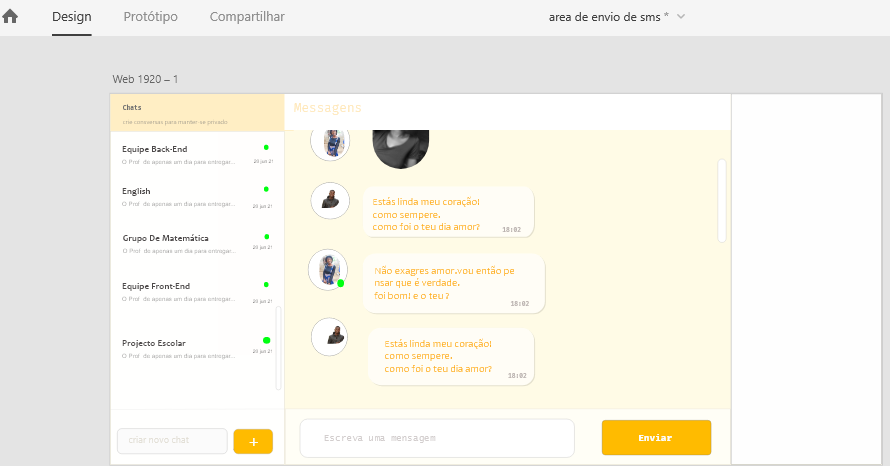 Design Protótipo Compartilhar
area de envio de sms *
Web 1920 – 1
Chats
crie conssersas para manter-se privado
Equipe Back-End
O Prof. do apenas um dia para entregar...
20 jun 21
English
O Prof. do apenas um dia para entregar...
20 jun 21
Grupo De Matemática
O Prof. do apenas um dia para entregar...
20 jun 21
Equipe Front-End
O Prof. do apenas um dia para entregar...
20 jun 21
Projecto Escolar
O Prof. do apenas um dia para entregar...
20 jun 21
criar novo chat
+
Messagens
Estás linda meu coração!
como sempere.
como foi o teu dia amor?
18:02
Não exagres amor.vou então pe
nsar que é verdade.
foi bom! e o teu ?
18:02
Estás linda meu coração!
como sempere.
como foi o teu dia amor?
18:02
Escreva uma mensagem
Enviar